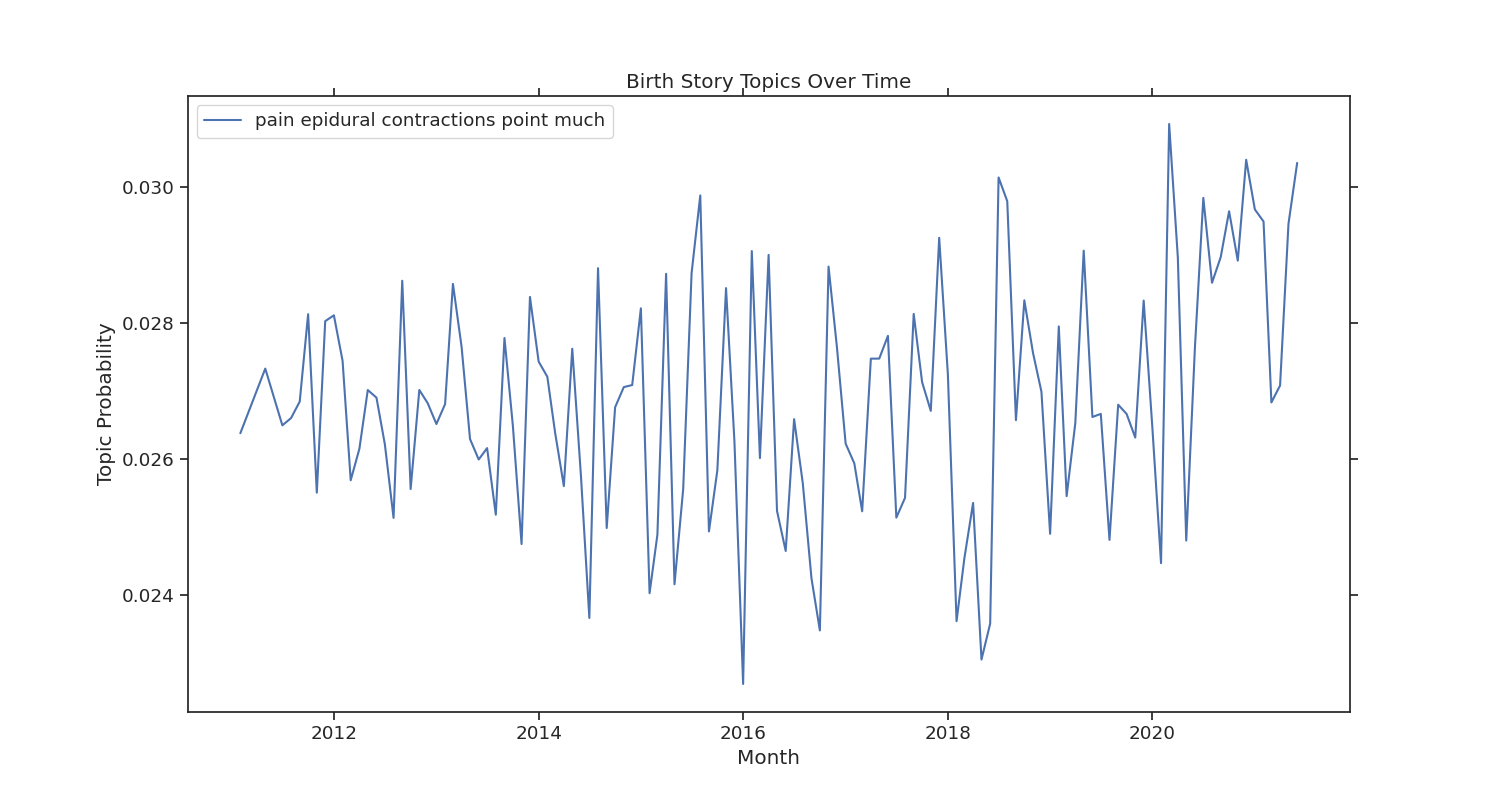 Birth Story Topics Over Time
pain epidural contractions point much
Topic Probability
0.030
0.028
0.026
0.024
2012 2014 2016 2018 2020
Month